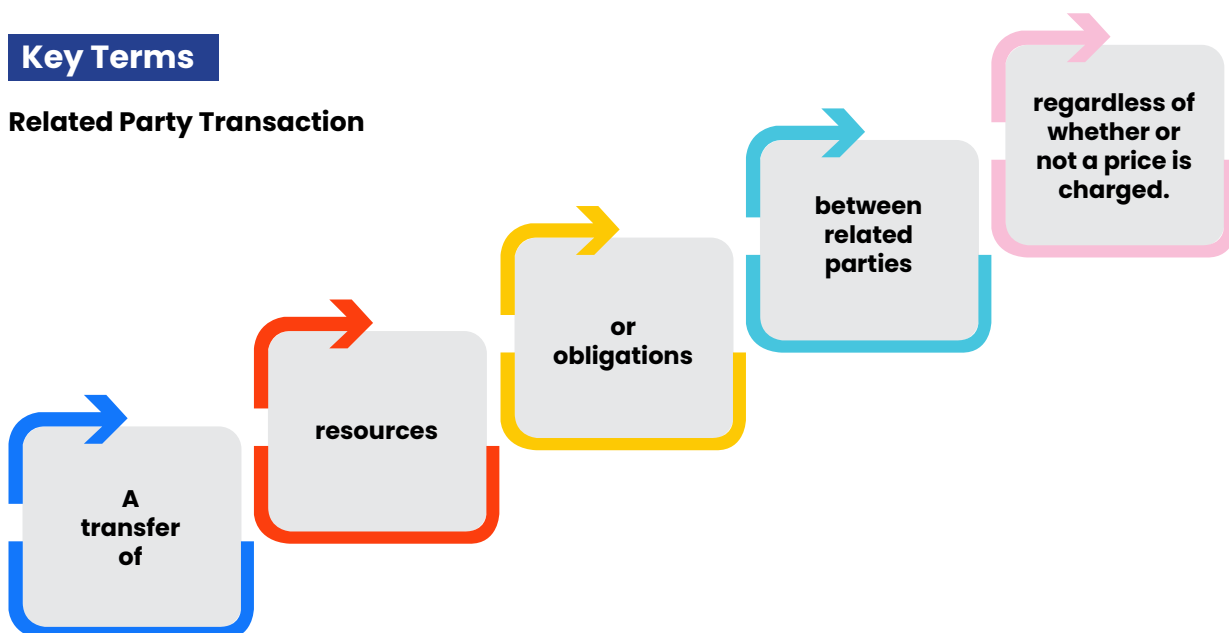 Key Terms
Related Party Transaction
A
transfer
of
resources
or
obligations
between
related
parties
regardless of
whether or
not a price is
charged.